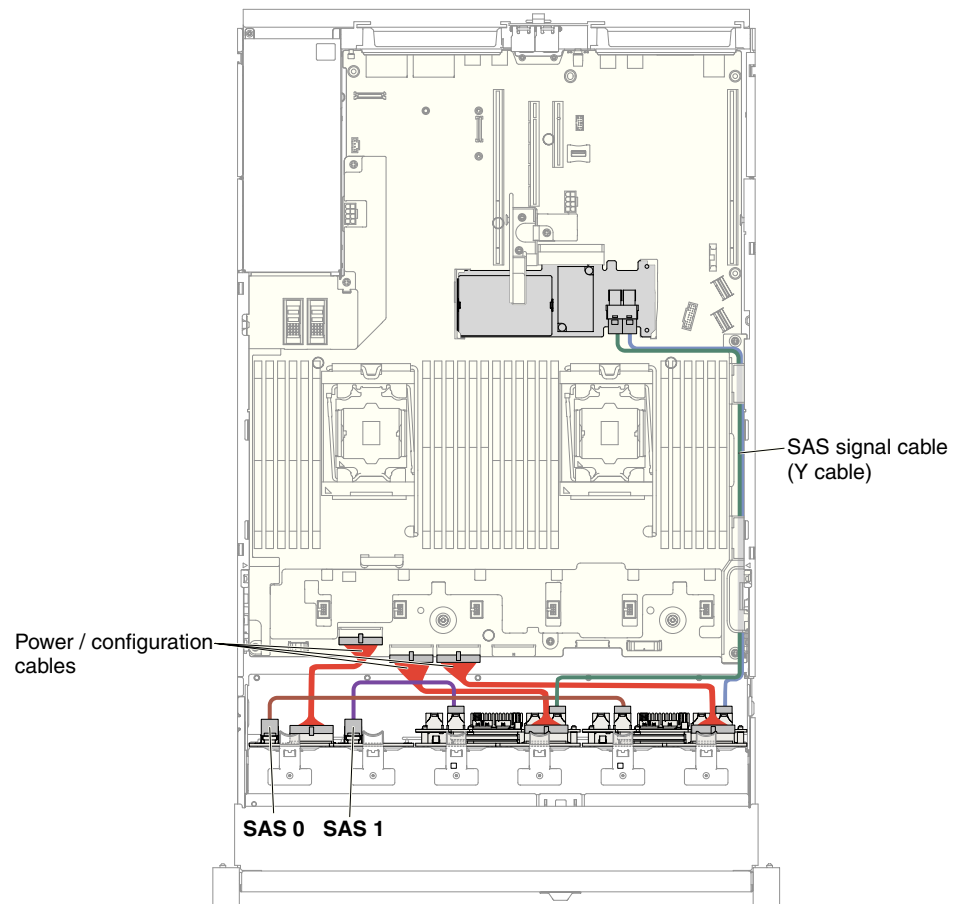 SAS signal cable
(Y cable)
Power / configuration
cables
SAS 0 SAS 1